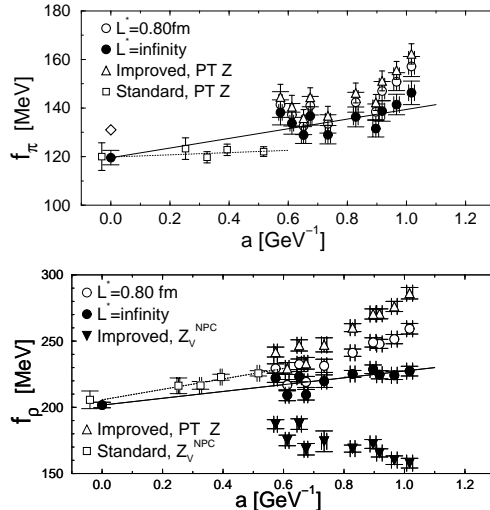 180
160
140
120
100
f_π [MeV]
○ L*=0.80fm
● L*=infinity
△ Improved, PT Z
□ Standard, PT Z
0.0 0.2 0.4 0.6 0.8 1.0 1.2
a [GeV⁻¹]
300
250
200
150
f_ρ [MeV]
○ L*=0.80 fm
● L*=infinity
▼ Improved, Z_V^NPC
△ Improved, PT Z
□ Standard, Z_V^NPC
0.0 0.2 0.4 0.6 0.8 1.0 1.2
a [GeV⁻¹]